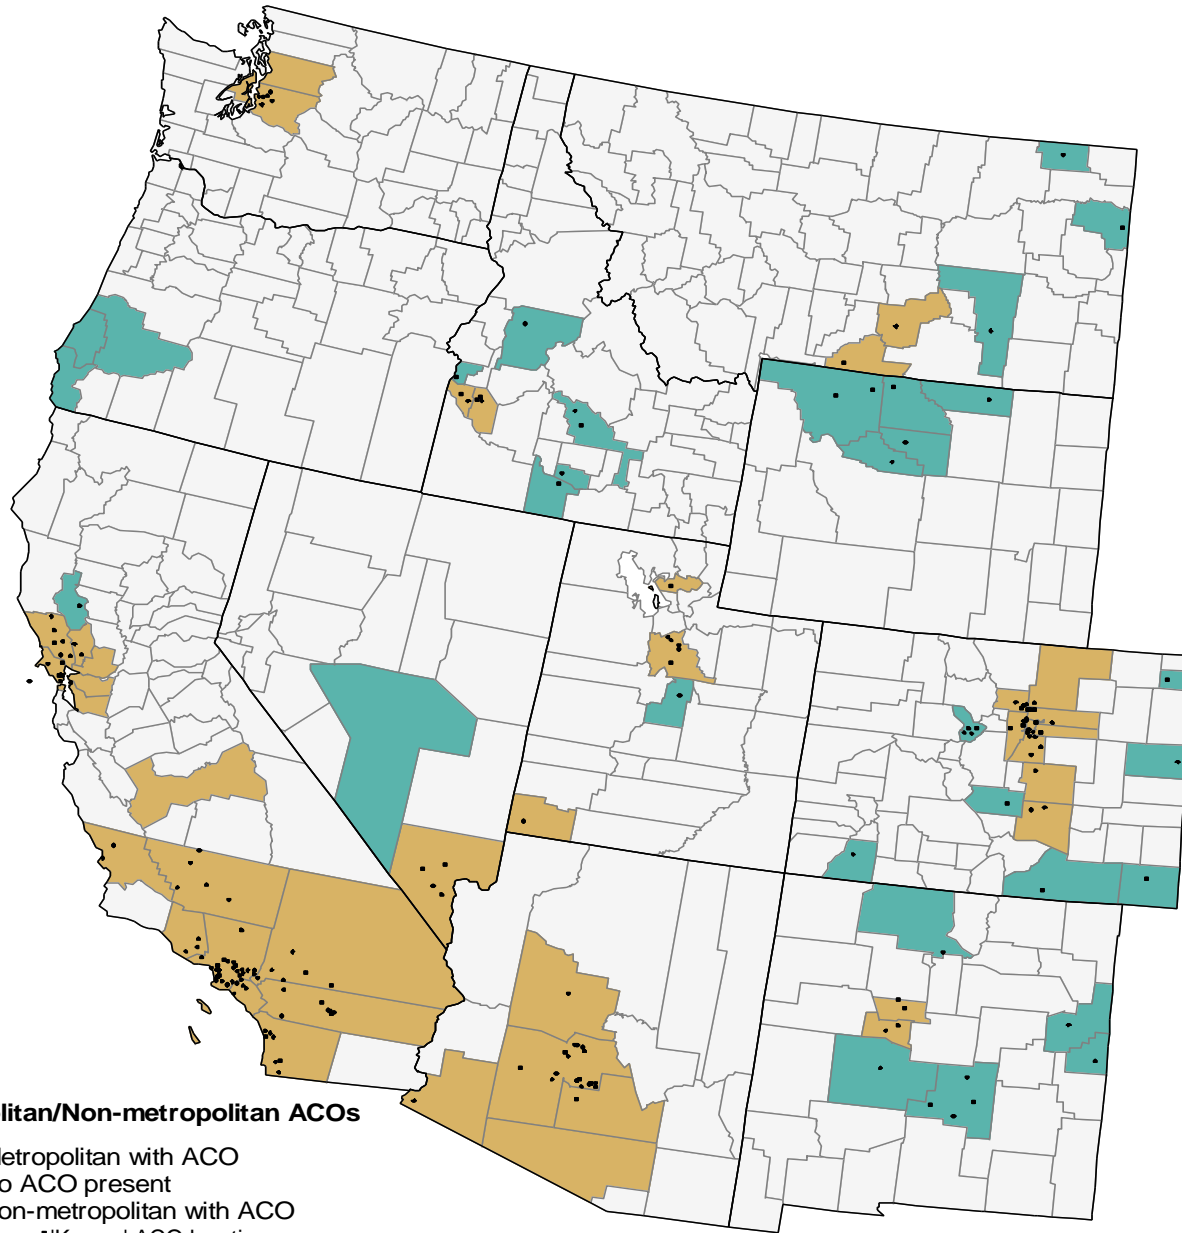 litan/Non-metropolitan ACOs
etropolitan with ACO
o ACO present
on-metropolitan with ACO